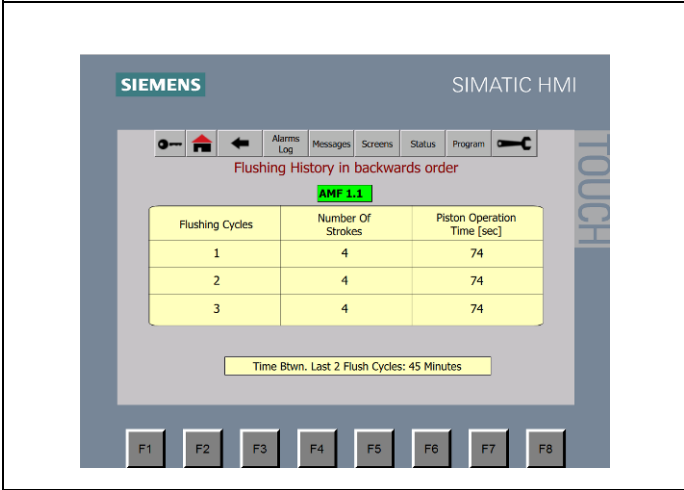 SIEMENS SIMATIC HMI
TOUCH
Alarms Log Messages Screens Status Program
Flushing History in backwards order
AMF 1.1
Flushing Cycles Number Of Strokes Piston Operation Time [sec]
1 4 74
2 4 74
3 4 74
Time Btwn. Last 2 Flush Cycles: 45 Minutes
F1 F2 F3 F4 F5 F6 F7 F8